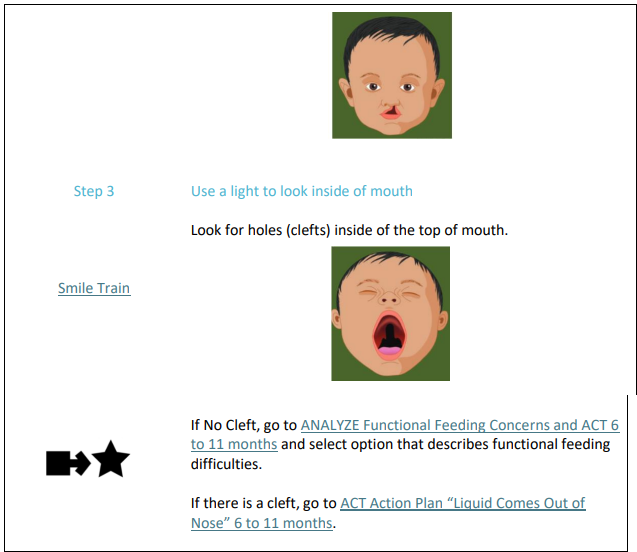 Step 3
Use a light to look inside of mouth
Look for holes (clefts) inside of the top of mouth.
Smile Train
If No Cleft, go to ANALYZE Functional Feeding Concerns and ACT 6
to 11 months and select option that describes functional feeding
difficulties.
If there is a cleft, go to ACT Action Plan “Liquid Comes Out of
Nose” 6 to 11 months.